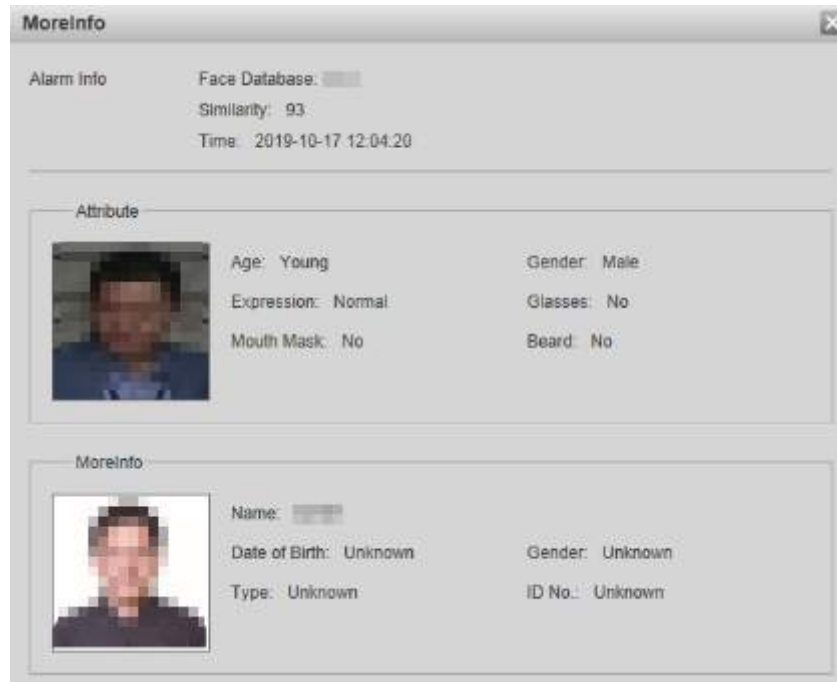 MoreInfo
Alarm Info
Face Database:
Similarity: 93
Time: 2019-10-17 12:04:20
Attribute
Age: Young Gender: Male
Expression: Normal Glasses: No
Mouth Mask: No Beard: No
MoreInfo
Name:
Date of Birth: Unknown Gender: Unknown
Type: Unknown ID No.: Unknown